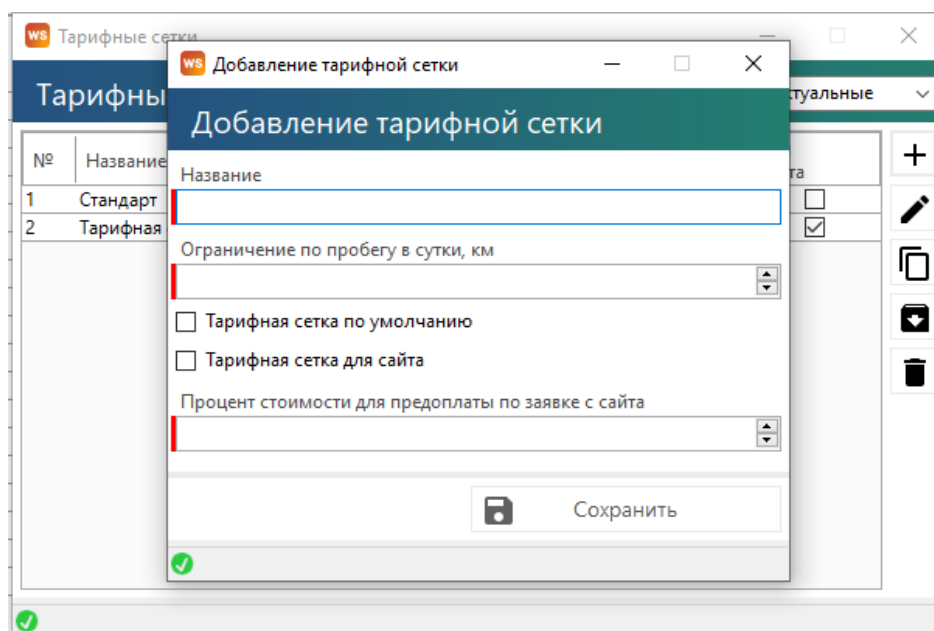 WS Тарифные сетки
WS Добавление тарифной сетки
Тарифны
туальные
Добавление тарифной сетки
№ Название
та
Название
1 Стандарт
2 Тарифная
Ограничение по пробегу в сутки, км
Тарифная сетка по умолчанию
Тарифная сетка для сайта
Процент стоимости для предоплаты по заявке с сайта
Сохранить